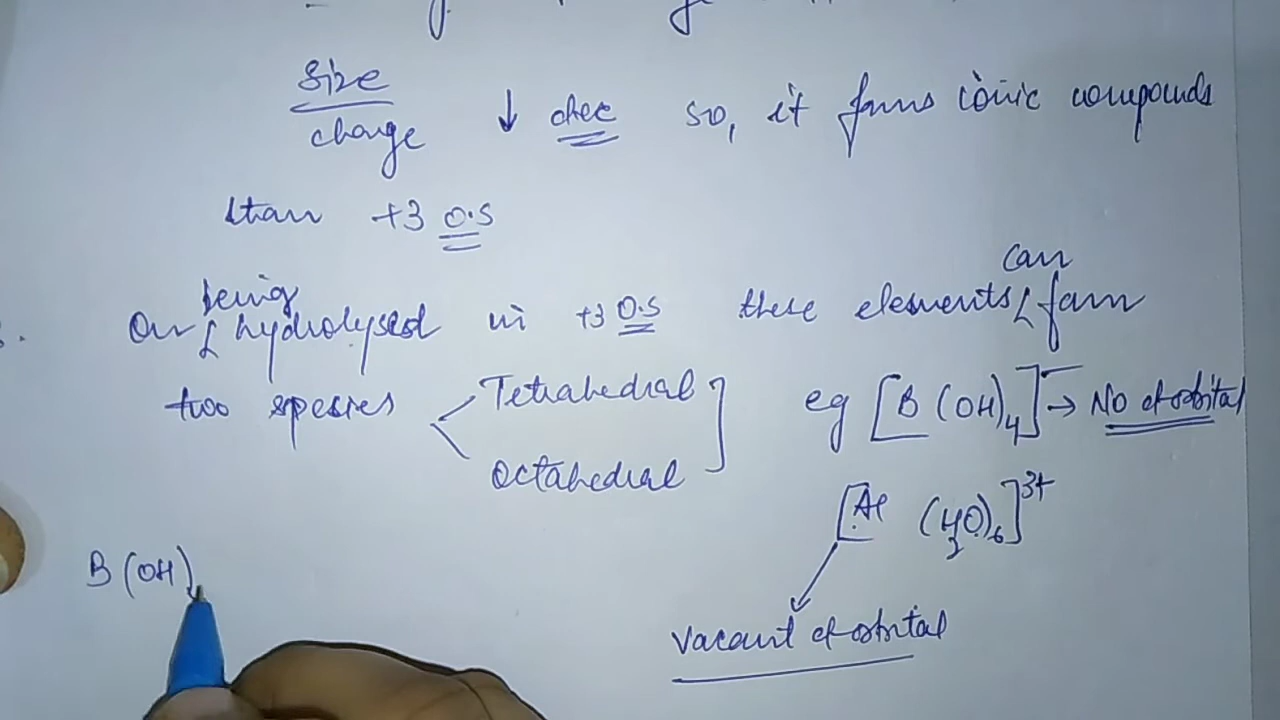 Size
charge ↓ dec so, it forms ionic compounds
than +3 O.S
being can
On hydrolysed in +3 O.S these elements form
two species Tetrahedral eg [B(OH)4]⁻ → No d-orbital
Octahedral [Al (H2O)6]3+
B(OH)
Vacant d-orbital